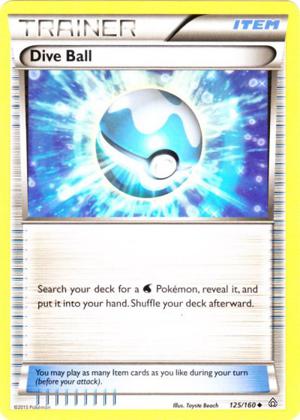 TRAINER ITEM
Dive Ball
Search your deck for a Pokémon, reveal it, and
put it into your hand. Shuffle your deck afterward.
You may play as many Item cards as you like during your turn
(before your attack).
©2015 Pokémon
Illus. Toyste Beach 125/160